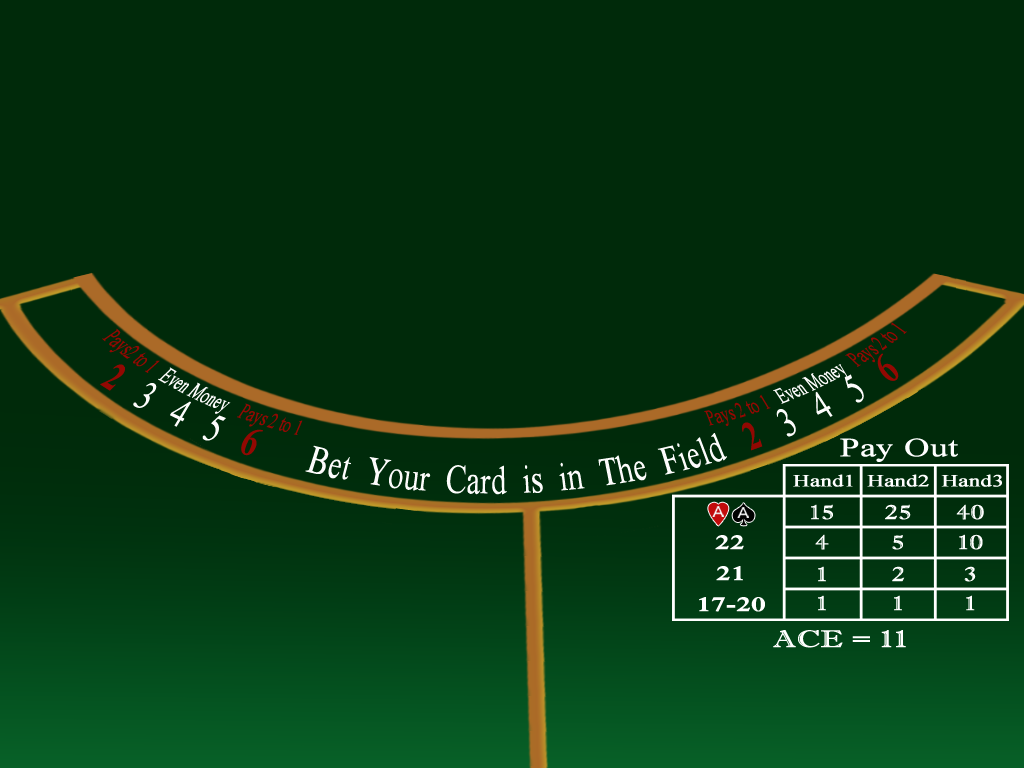 Pays2 to 1
2
Even Money
3 4 5
Pays 2 to 1
6
Bet Your Card is in The Field
Pays 2 to 1
2
Even Money
3 4 5
Pays 2 to 1
6
Pay Out
Hand1 Hand2 Hand3
A A 15 25 40
22 4 5 10
21 1 2 3
17-20 1 1 1
ACE = 11